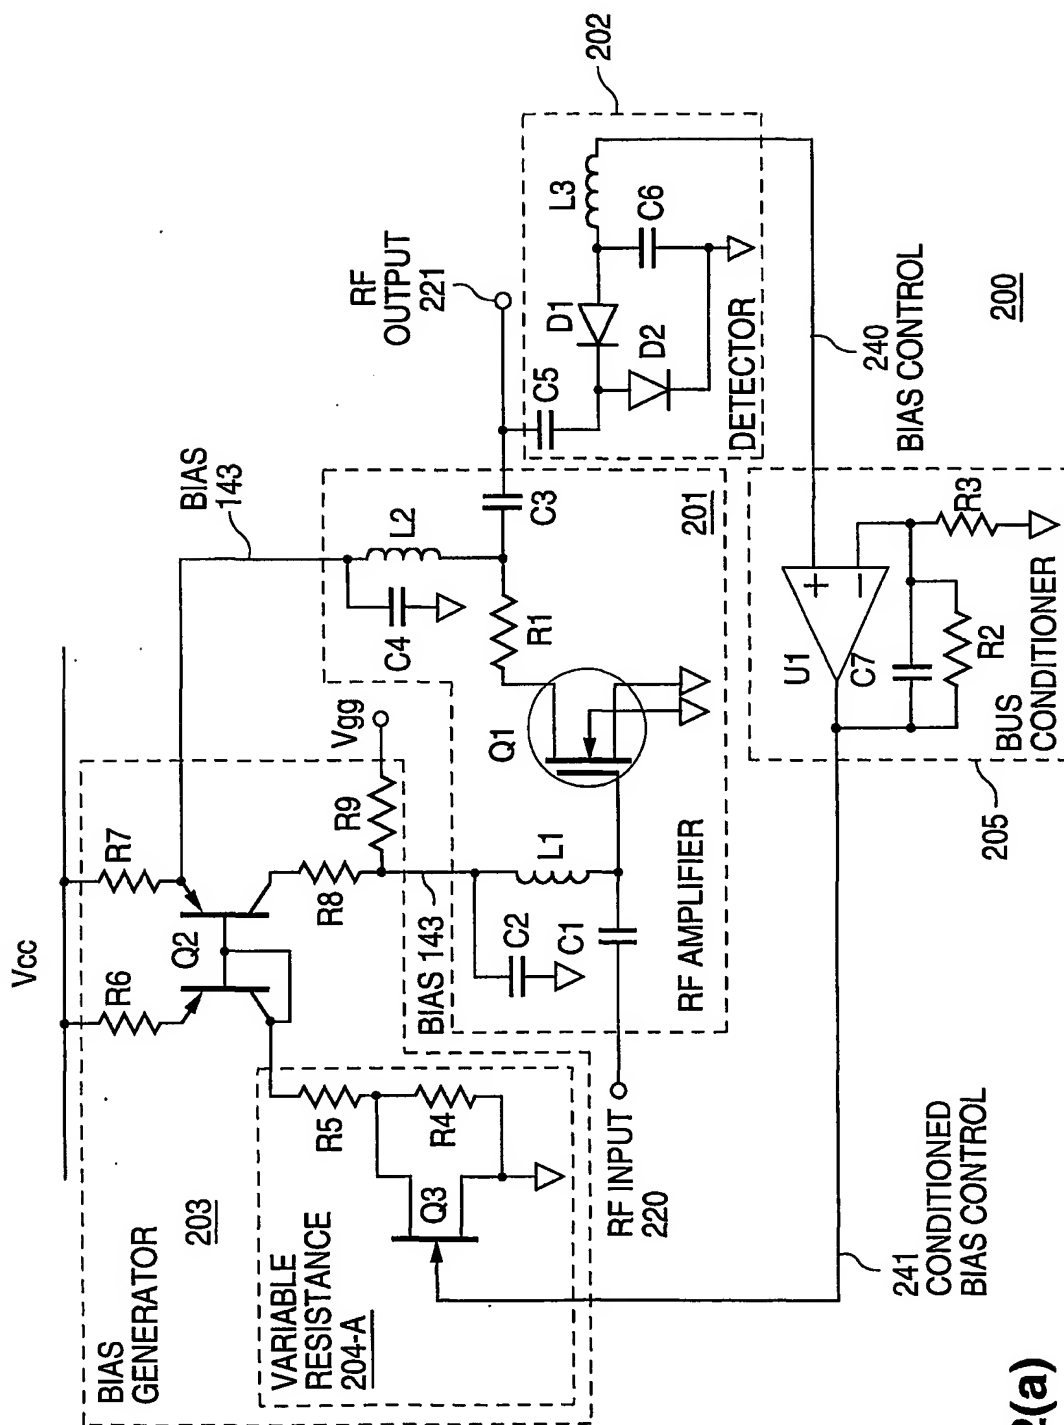 Vcc
BIAS
GENERATOR
203
R6
R7
Q2
R8
R9
Vgg
BIAS
143
BIAS 143
VARIABLE
RESISTANCE
204-A
R5
R4
Q3
RF INPUT
220
C2
C1
L1
RF AMPLIFIER
Q1
R1
C4
L2
C3
201
RF
OUTPUT
221
C5
D1
D2
L3
C6
DETECTOR
202
240
BIAS CONTROL
U1
+
−
C7
R2
R3
BUS
CONDITIONER
205
241
CONDITIONED
BIAS CONTROL
200
2(a)